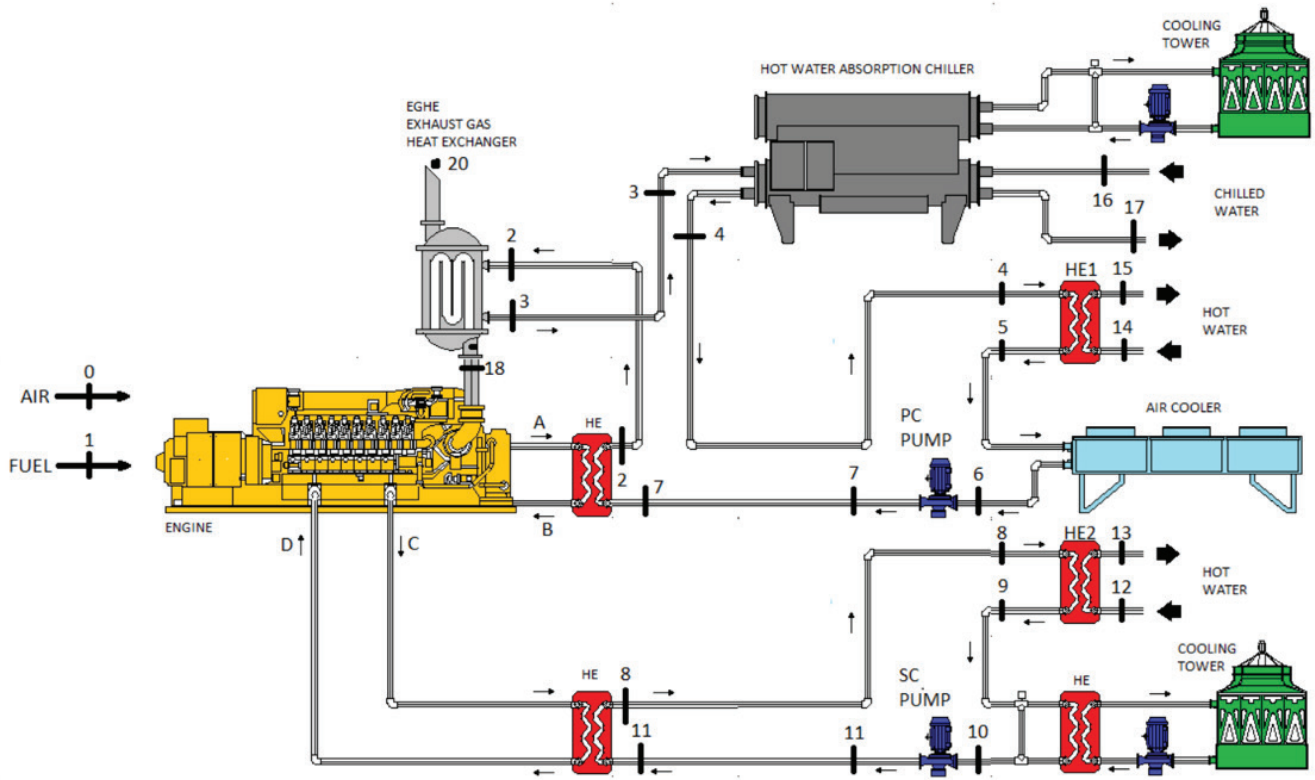 COOLING
TOWER
HOT WATER ABSORPTION CHILLER
EGHE
EXHAUST GAS
HEAT EXCHANGER
20
3
16
CHILLED
WATER
17
4
2
3
4
HE1
15
HOT
WATER
5
14
18
0
AIR
1
FUEL
A
HE
2
7
B
PC
PUMP
7
6
AIR COOLER
ENGINE
D
C
8
HE2
13
HOT
WATER
9
12
COOLING
TOWER
HE
8
11
SC
PUMP
11
10
HE